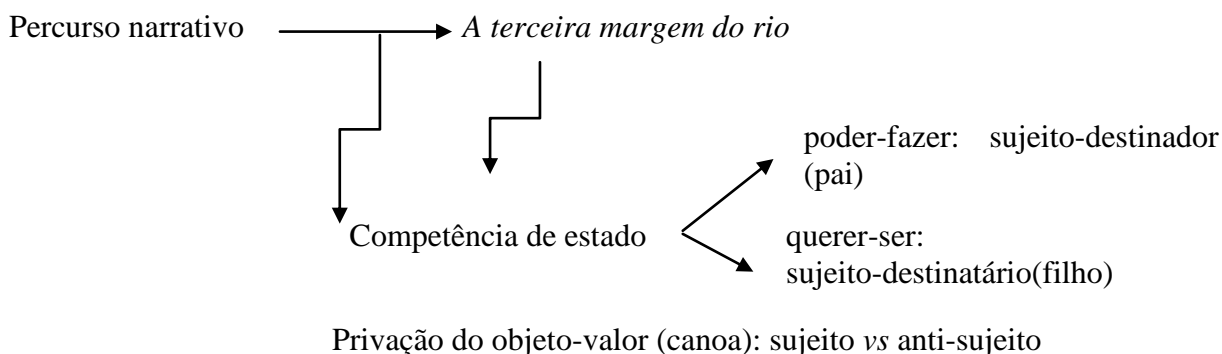 Percurso narrativo
A terceira margem do rio
poder-fazer: sujeito-destinador
(pai)
Competência de estado
querer-ser:
sujeito-destinatário(filho)
Privação do objeto-valor (canoa): sujeito vs anti-sujeito